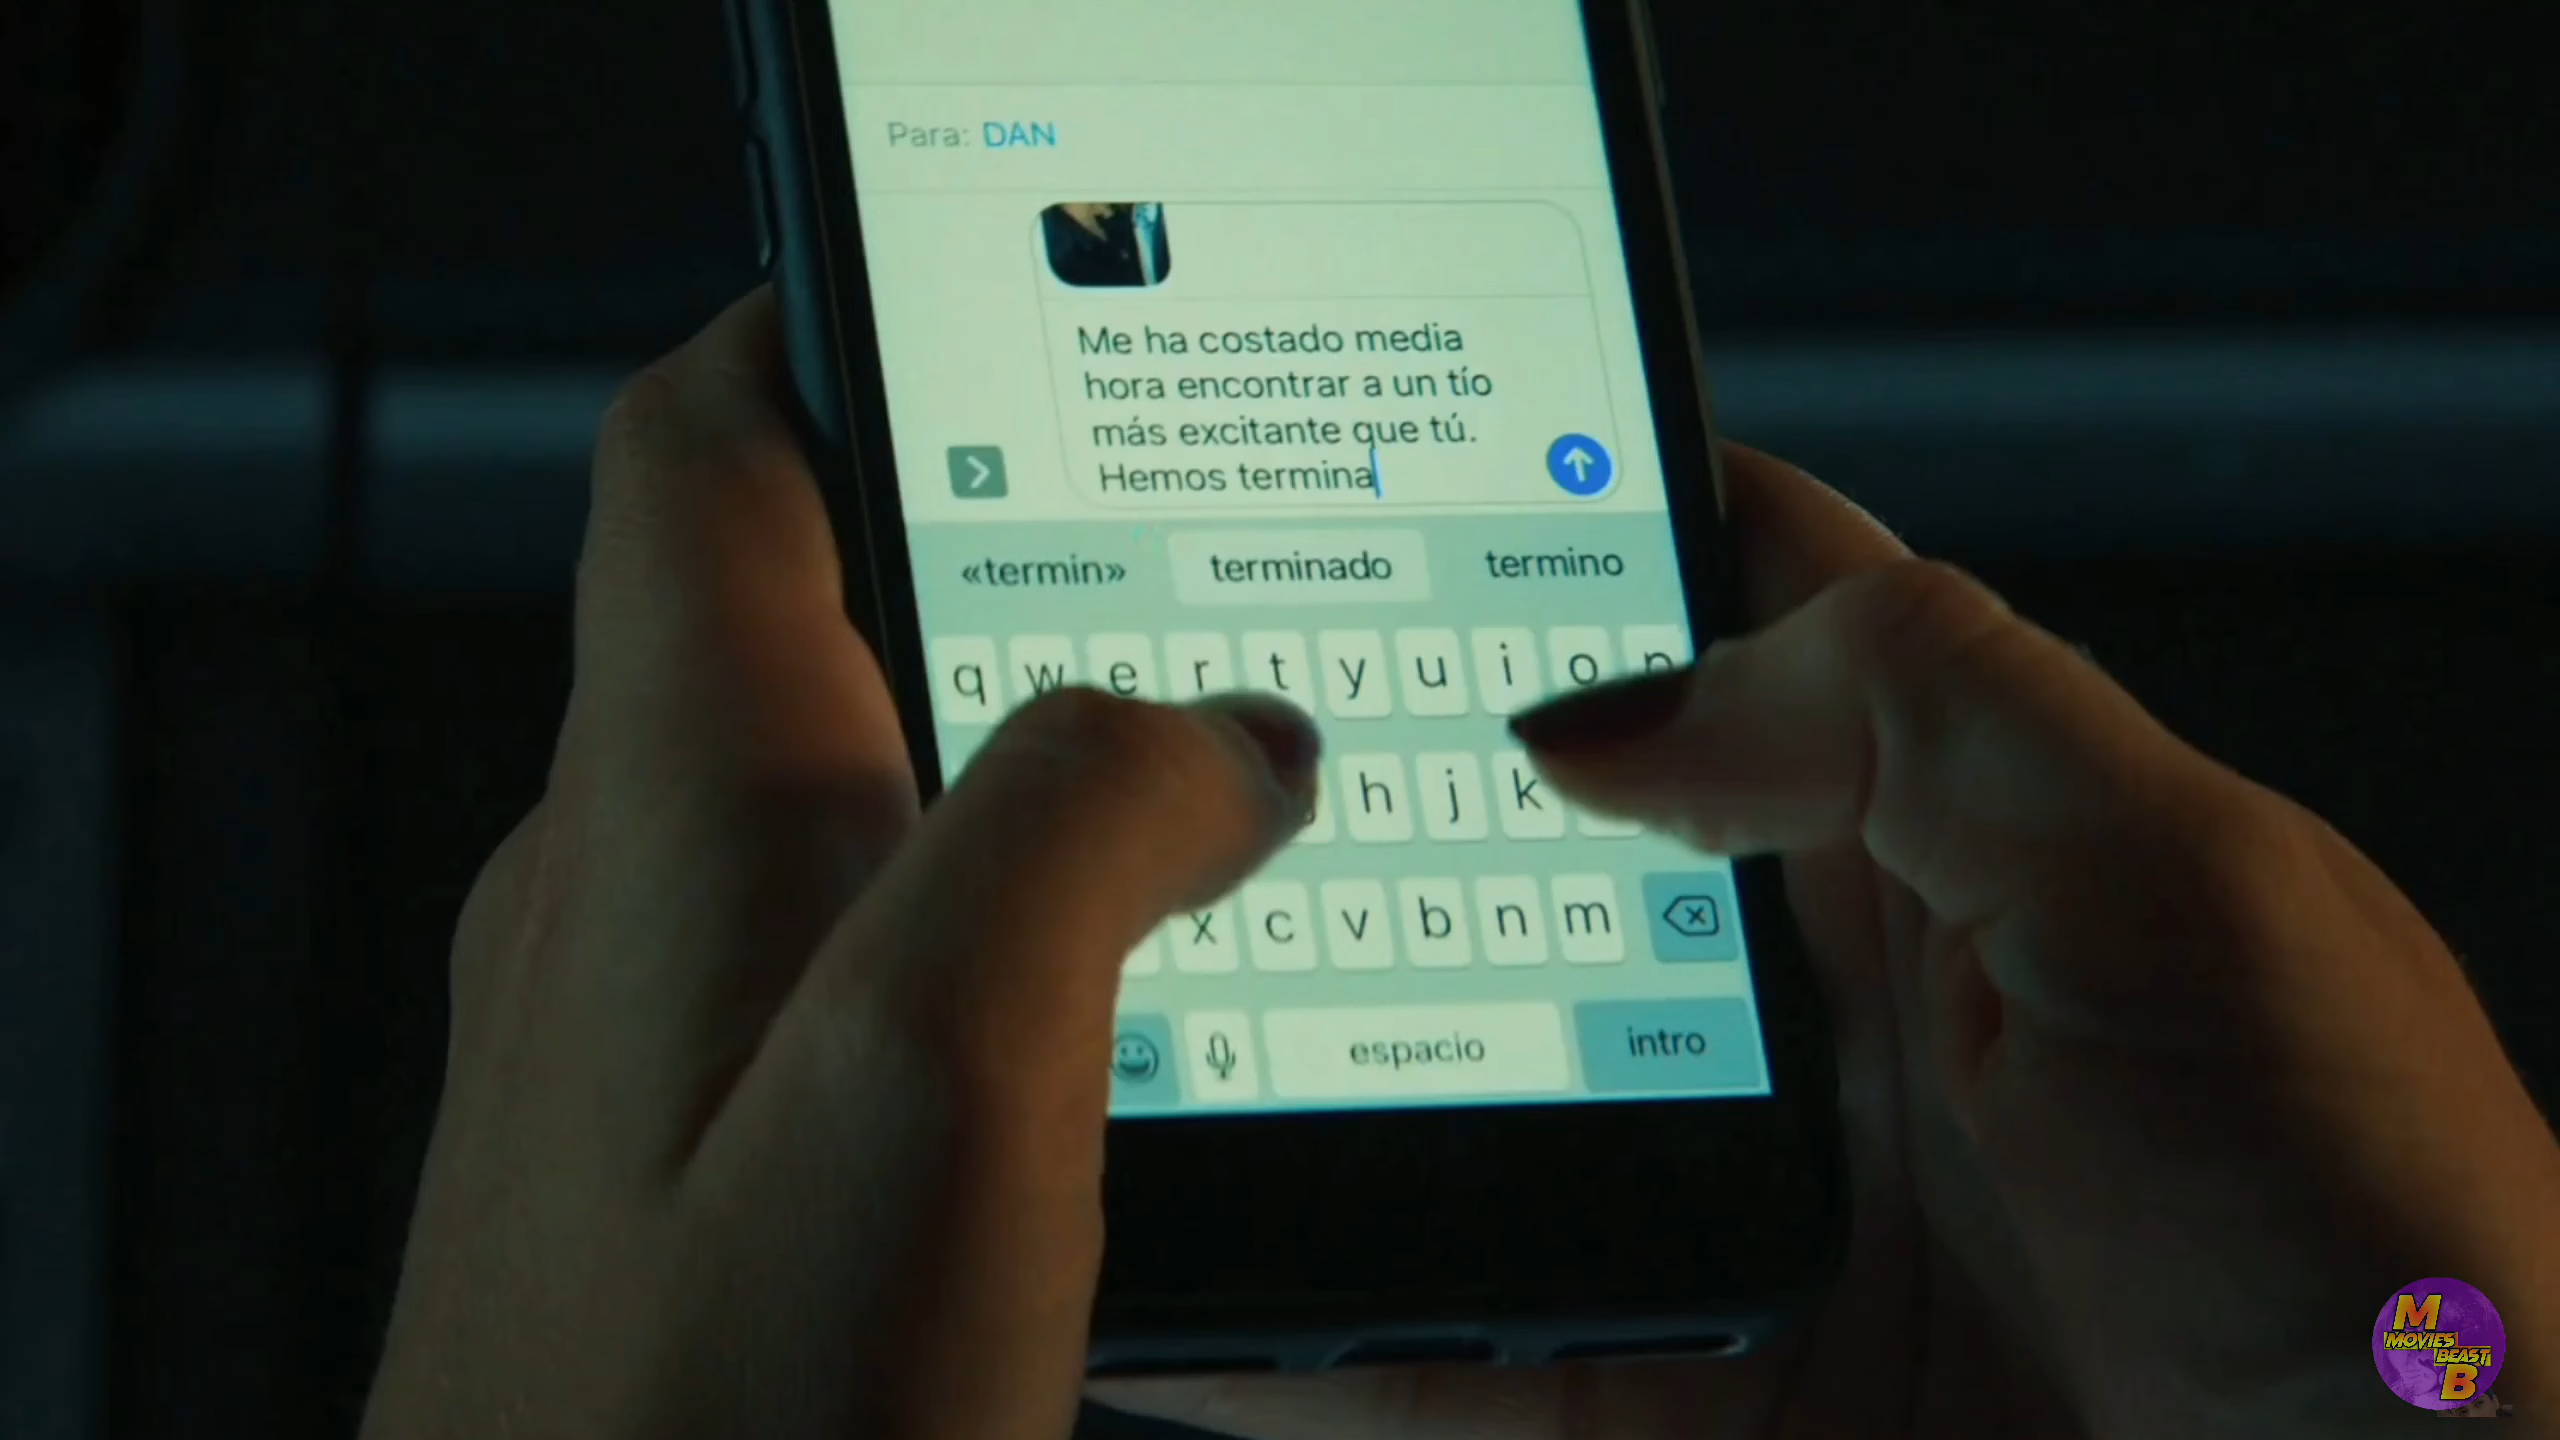 Para: DAN
Me ha costado media
hora encontrar a un tío
más excitante que tú.
Hemos termina
«termin» terminado termino
q w e r t y u i o p
h j k
x c v b n m
espacio intro
M
MOVIES
BEAST
B